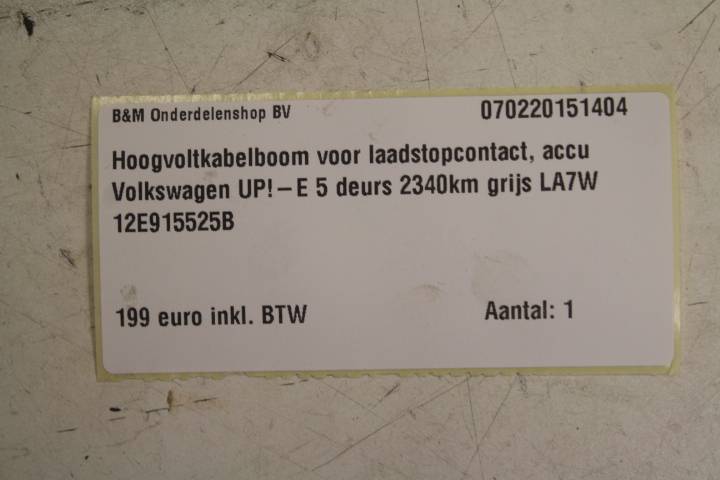 B&M Onderdelenshop BV 070220151404
Hoogvoltkabelboom voor laadstopcontact, accu
Volkswagen UP!-E 5 deurs 2340km grijs LA7W
12E915525B
199 euro inkl. BTW Aantal: 1